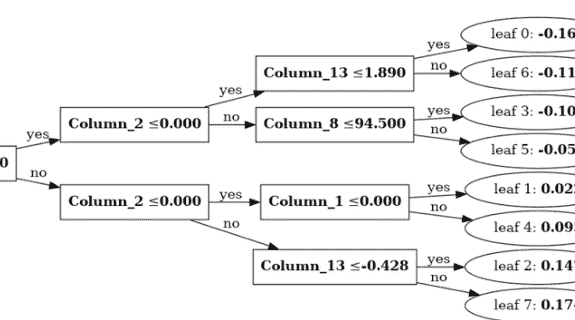 yes
leaf 0: -0.16
Column_13 ≤1.890
no
leaf 6: -0.11
yes
Column_2 ≤0.000
no
Column_8 ≤94.500
yes
leaf 3: -0.10
no
leaf 5: -0.05
yes
0
no
Column_2 ≤0.000
yes
Column_1 ≤0.000
yes
leaf 1: 0.02
no
leaf 4: 0.09
no
Column_13 ≤-0.428
yes
leaf 2: 0.14
no
leaf 7: 0.17